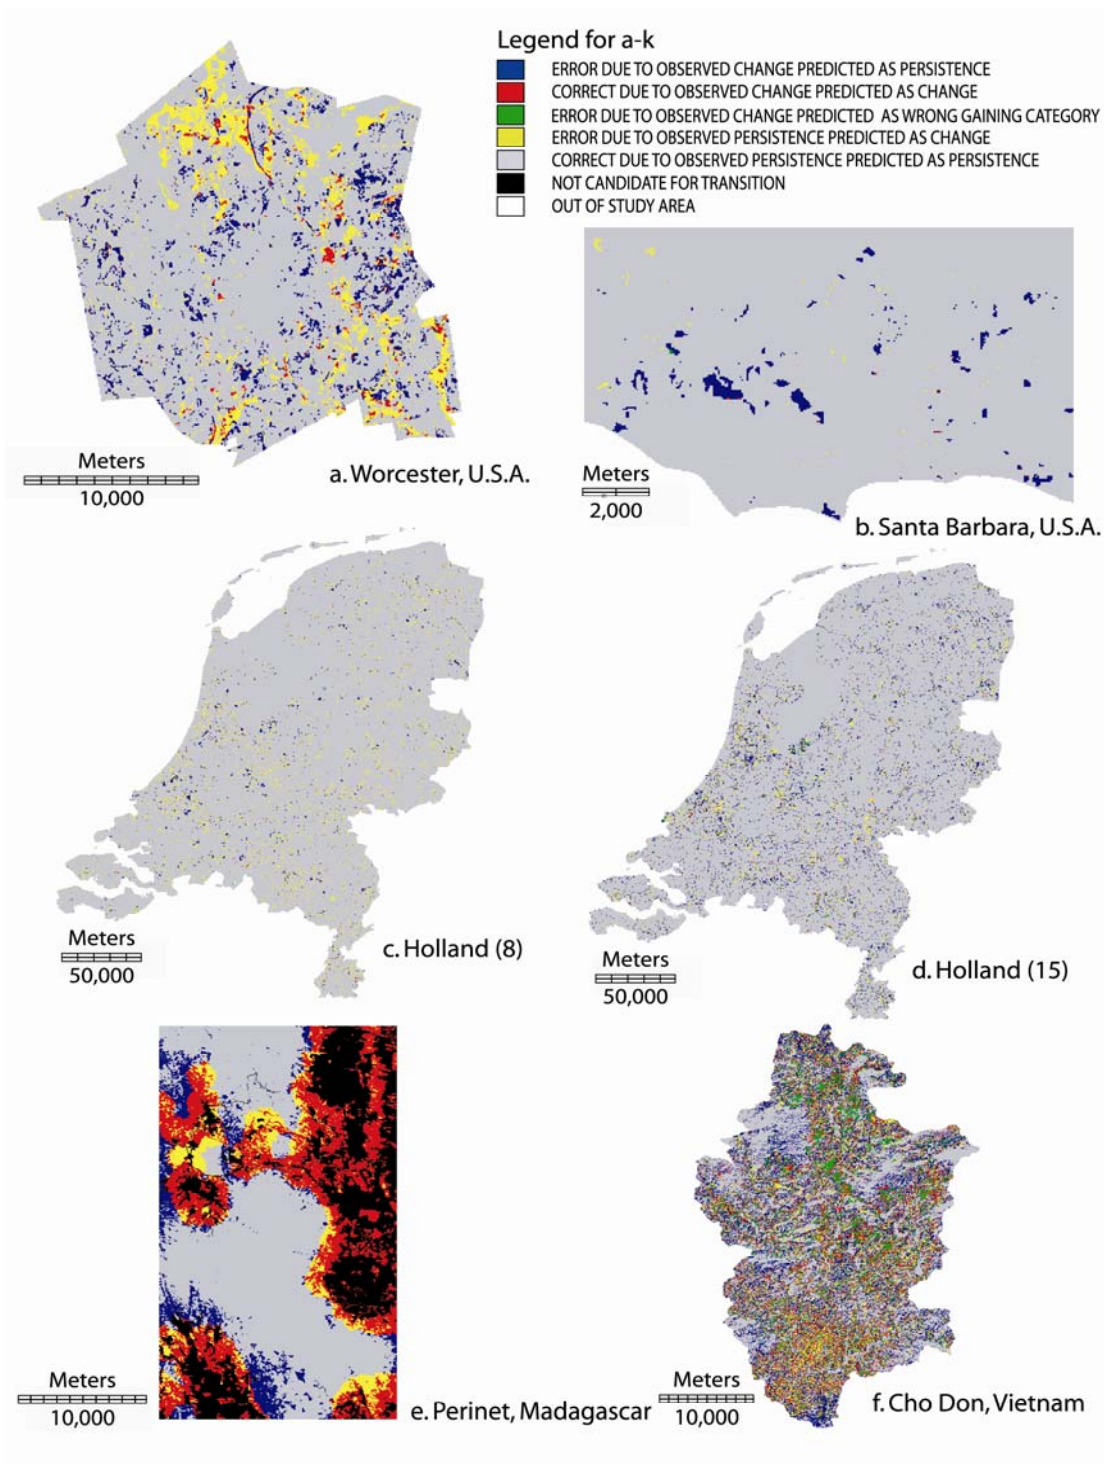 Legend for a-k
ERROR DUE TO OBSERVED CHANGE PREDICTED AS PERSISTENCE
CORRECT DUE TO OBSERVED CHANGE PREDICTED AS CHANGE
ERROR DUE TO OBSERVED CHANGE PREDICTED AS WRONG GAINING CATEGORY
ERROR DUE TO OBSERVED PERSISTENCE PREDICTED AS CHANGE
CORRECT DUE TO OBSERVED PERSISTENCE PREDICTED AS PERSISTENCE
NOT CANDIDATE FOR TRANSITION
OUT OF STUDY AREA
Meters
10,000
a. Worcester, U.S.A.
Meters
2,000
b. Santa Barbara, U.S.A.
Meters
50,000
c. Holland (8)
Meters
50,000
d. Holland (15)
Meters
10,000
e. Perinet, Madagascar
Meters
10,000
f. Cho Don, Vietnam